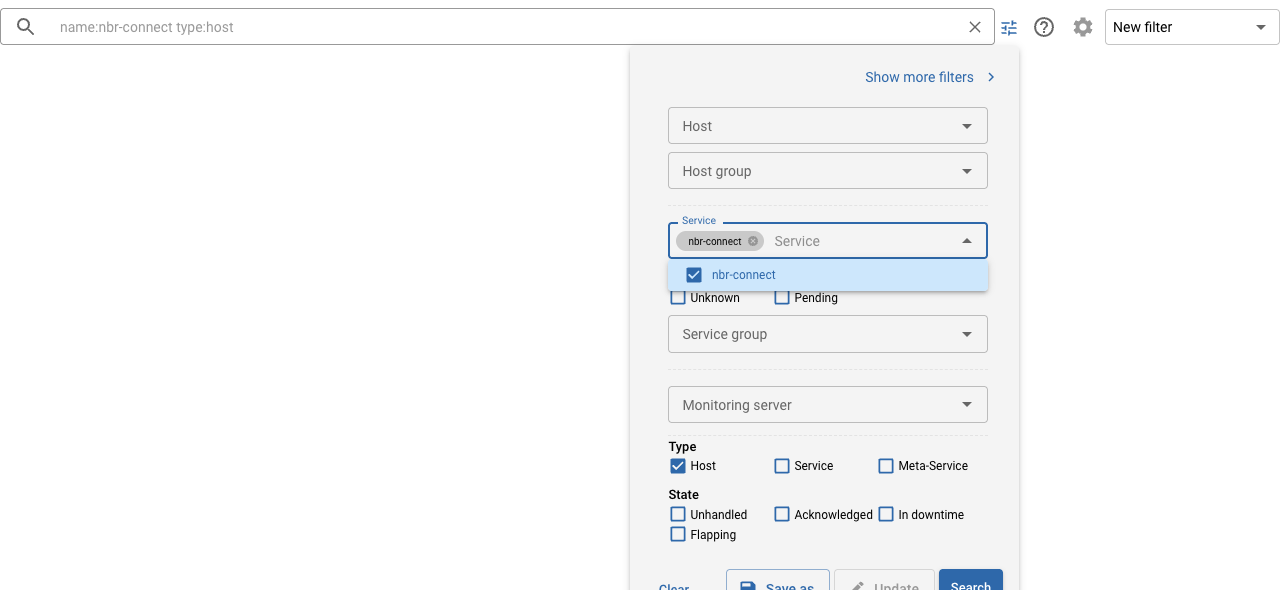 name:nbr-connect type:host
New filter
Show more filters
Host
Host group
Service
nbr-connect Service
nbr-connect
Unknown Pending
Service group
Monitoring server
Type
Host Service Meta-Service
State
Unhandled Acknowledged In downtime
Flapping
Clear Save as Update Search